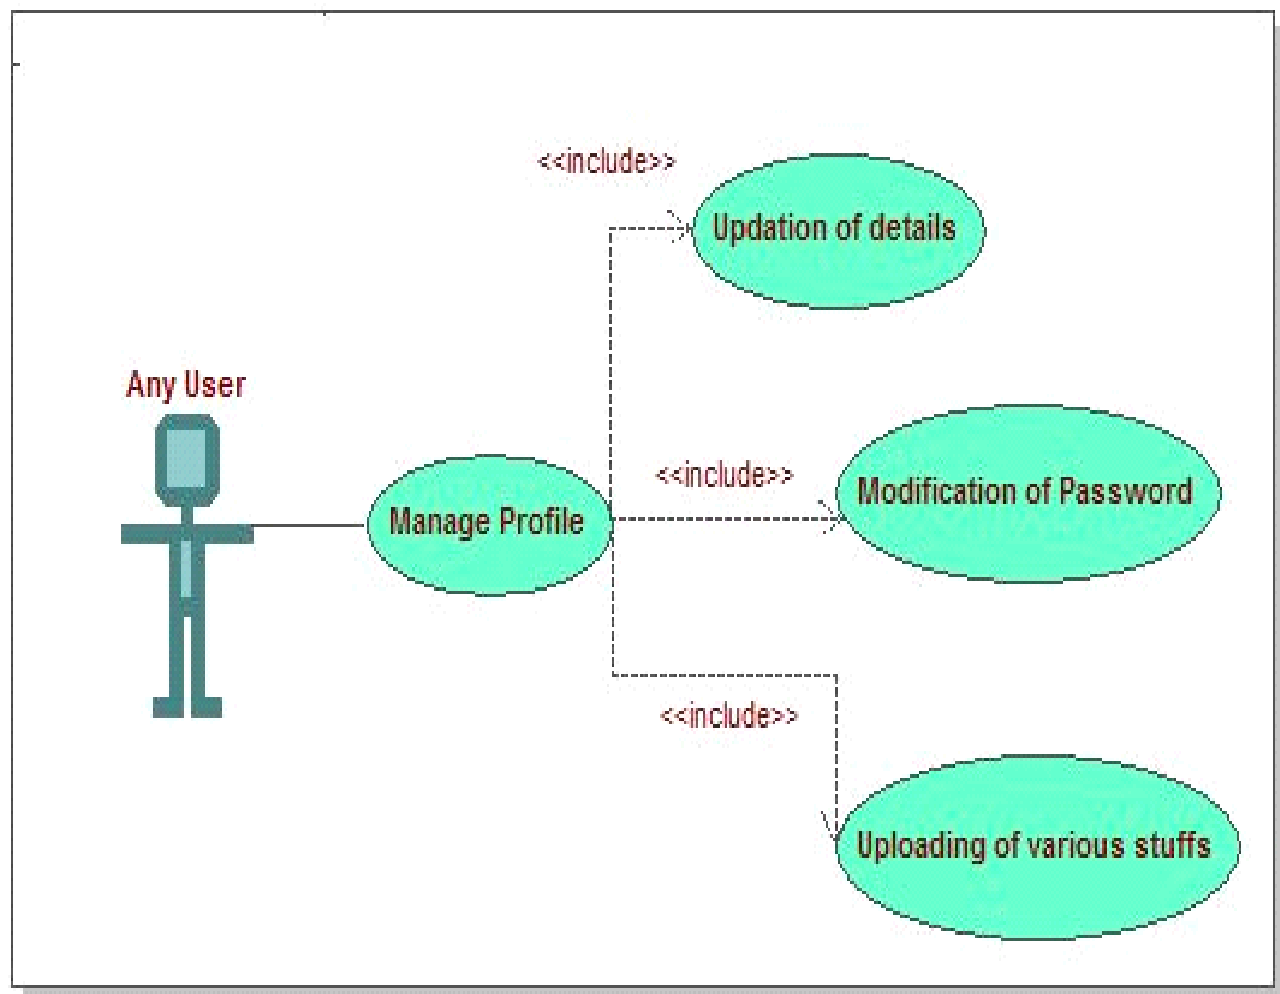 <<include>>
Updation of details
Any User
<<include>>
Modification of Password
Manage Profile
<<include>>
Uploading of various stuffs